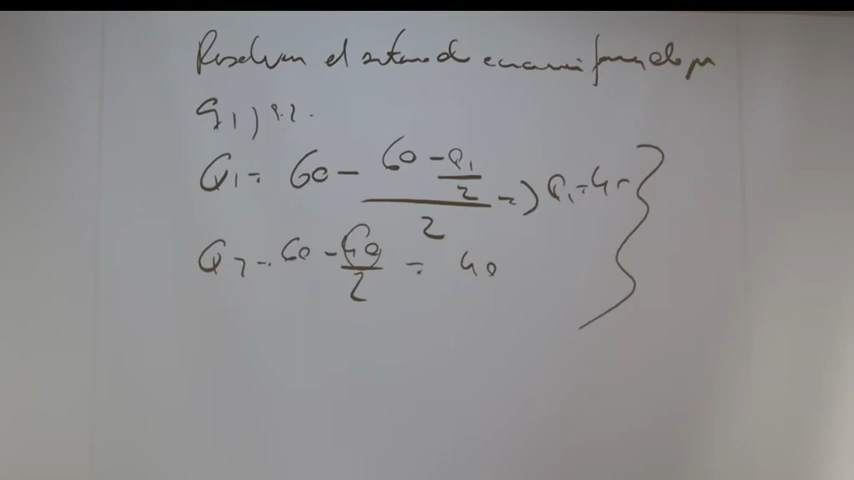 Resolvemos el sistema de ecuaciones formado por
q1) q2.
Q1 = 60 - (60 - Q1/2)/2 => Q1 = 40
Q2 = 60 - 40/2 = 40